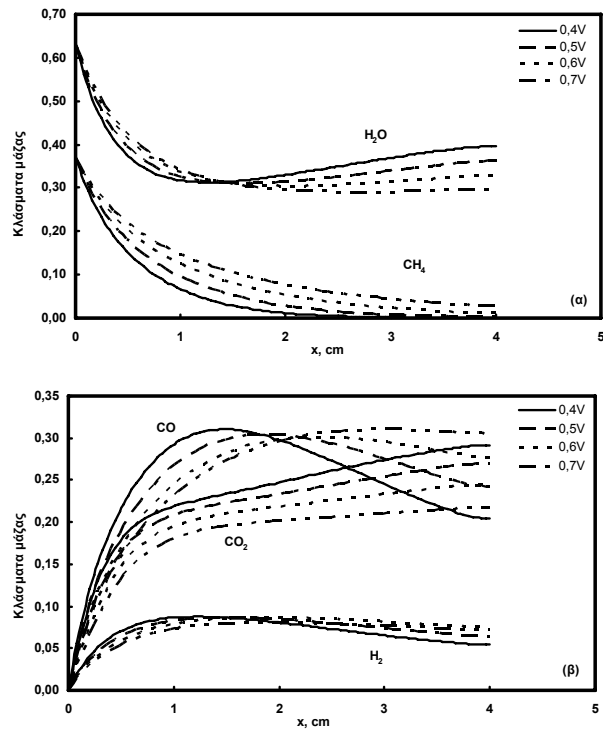 0,70
0,60
0,50
0,40
0,30
0,20
0,10
0,00
Κλάσματα μάζας
0,4V
0,5V
0,6V
0,7V
H2O
CH4
(α)
0 1 2 3 4 5
x, cm
0,35
0,30
0,25
0,20
0,15
0,10
0,05
0,00
Κλάσματα μάζας
0,4V
0,5V
0,6V
0,7V
CO
CO2
H2
(β)
0 1 2 3 4 5
x, cm